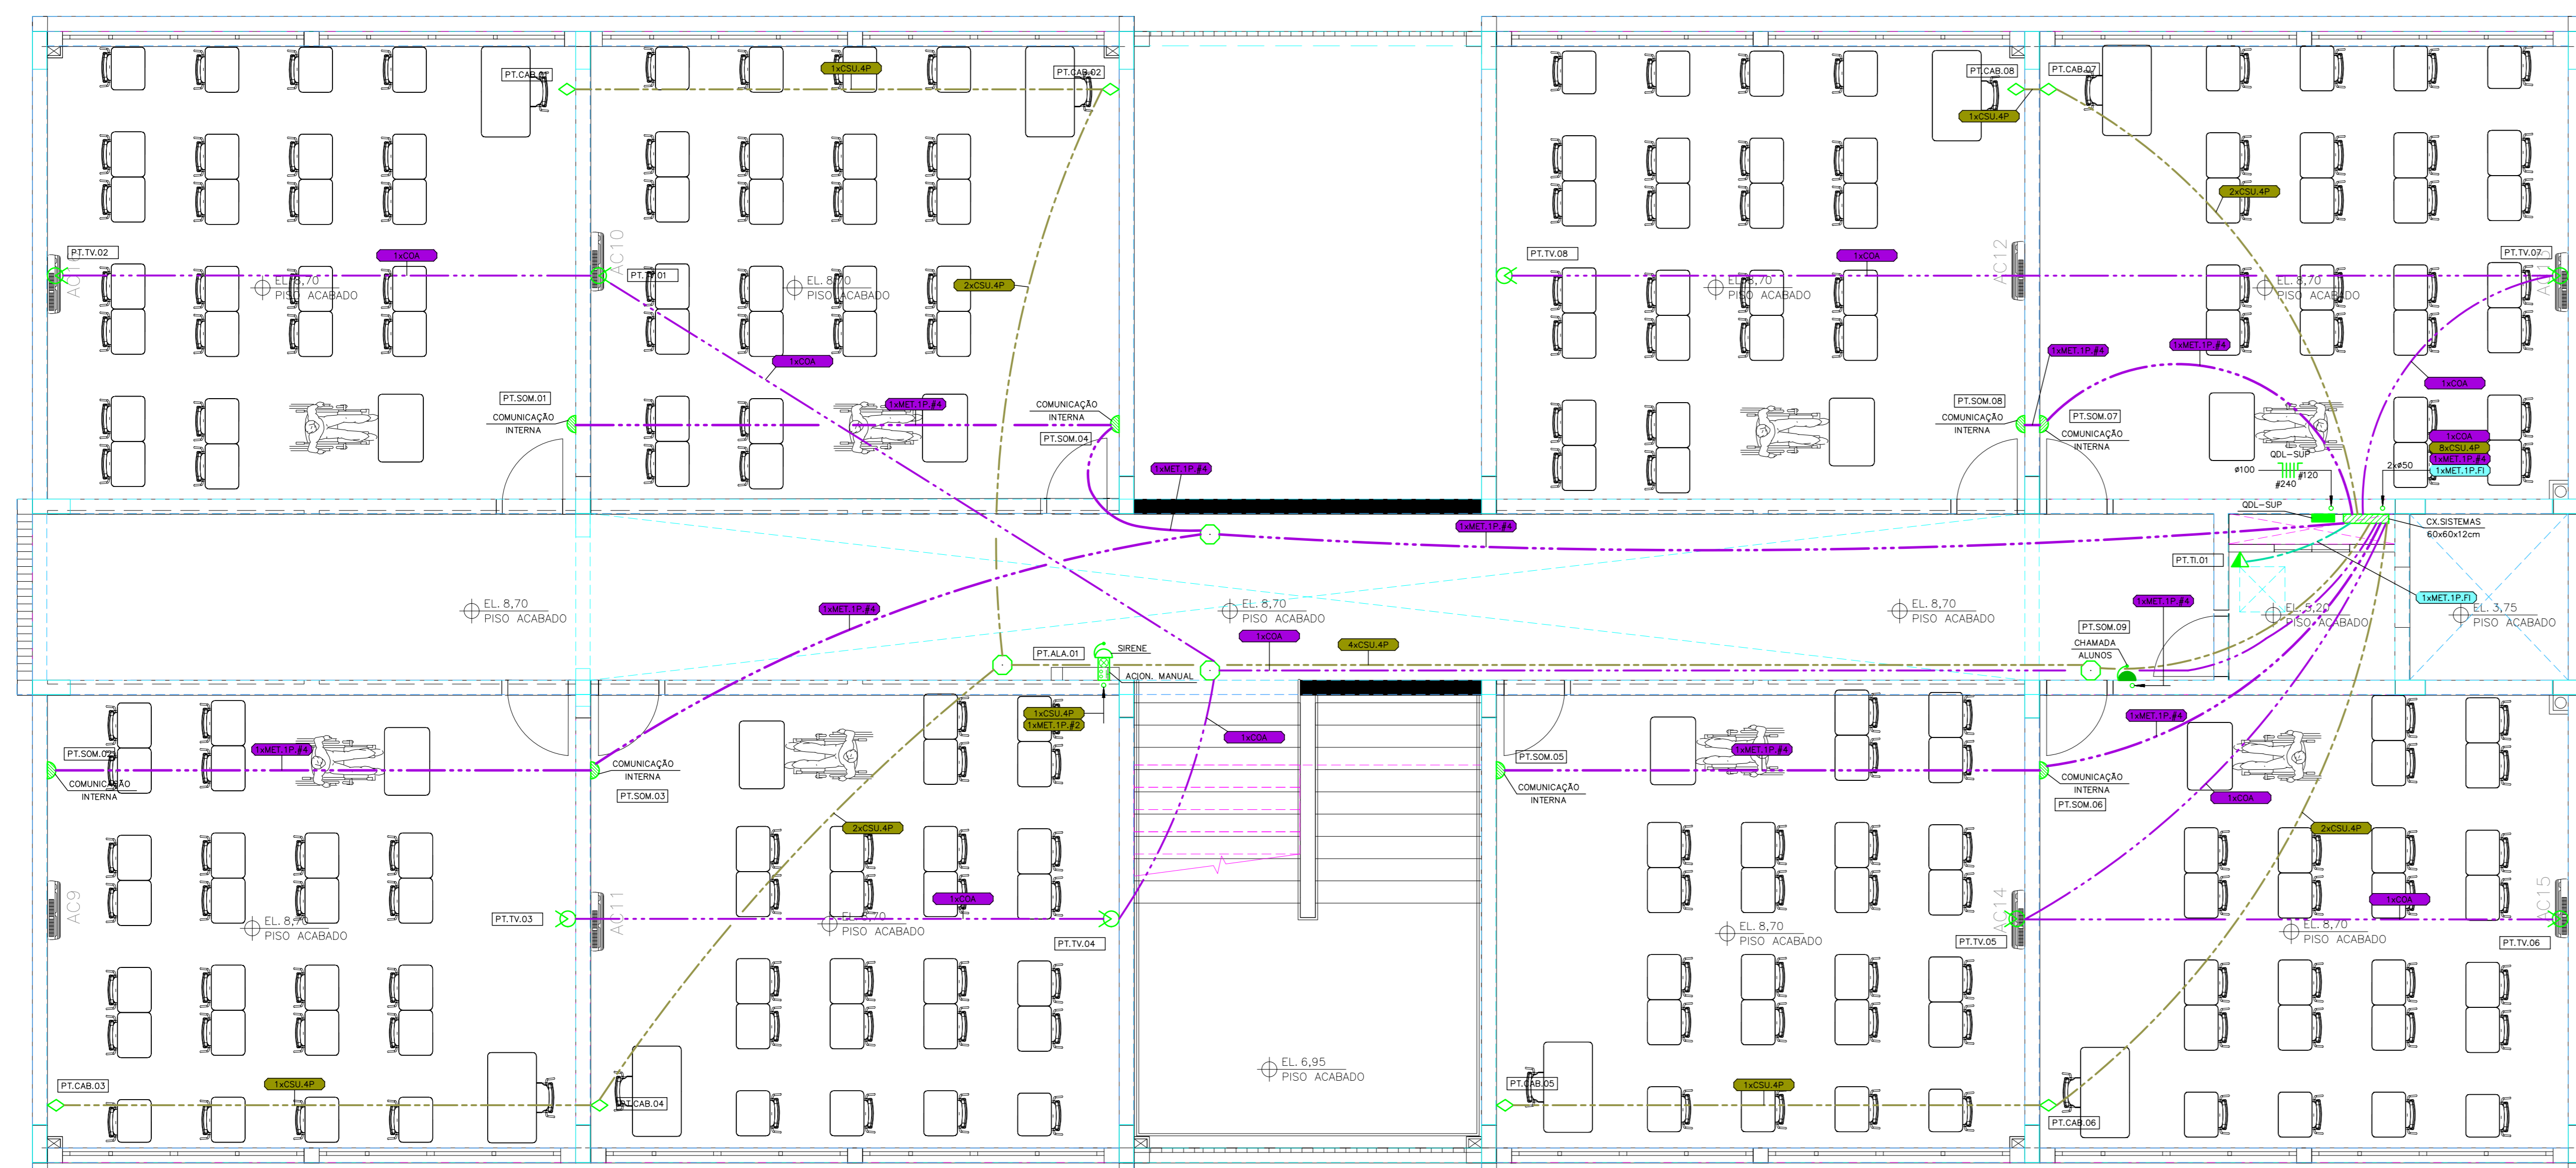 1xCSU.4P
PT.CAB.01
PT.CAB.02
PT.CAB.08
PT.CAB.07
1xCSU.4P
2xCSU.4P
PT.TV.02
1xCOA
AC10
PT.TV.01
EL. 8,70
PISO ACABADO
EL. 8,70
PISO ACABADO
2xCSU.4P
PT.TV.08
1xCOA
AC12
EL. 8,70
PISO ACABADO
PT.TV.07
EL. 8,70
PISO ACABADO
1xCOA
1xMET.1P.#4
1xMET.1P.#4
1xCOA
PT.SOM.01
COMUNICAÇÃO
INTERNA
1xMET.1P.#4
COMUNICAÇÃO
INTERNA
PT.SOM.04
PT.SOM.08
COMUNICAÇÃO
INTERNA
PT.SOM.07
COMUNICAÇÃO
INTERNA
1xCOA
8xCSU.4P
1xMET.1P.#4
1xMET.1P.FI
QDL-SUP
ø100
#120
#240
2xø50
1xMET.1P.#4
QDL-SUP
CX.SISTEMAS
60x60x12cm
1xMET.1P.#4
PT.TI.01
1xMET.1P.FI
EL. 8,70
PISO ACABADO
1xMET.1P.#4
EL. 8,70
PISO ACABADO
EL. 8,70
PISO ACABADO
1xMET.1P.#4
EL. 5,20
PISO ACABADO
EL. 3,75
PISO ACABADO
PT.SOM.09
CHAMADA
ALUNOS
1xCOA
4xCSU.4P
PT.ALA.01
SIRENE
ACION. MANUAL
1xCSU.4P
1xMET.1P.#2
1xMET.1P.#4
PT.SOM.02
1xMET.1P.#4
COMUNICAÇÃO
INTERNA
COMUNICAÇÃO
INTERNA
PT.SOM.03
1xCOA
PT.SOM.05
1xMET.1P.#4
COMUNICAÇÃO
INTERNA
COMUNICAÇÃO
INTERNA
PT.SOM.06
1xCOA
2xCSU.4P
2xCSU.4P
AC9
EL. 8,70
PISO ACABADO
PT.TV.03
AC11
1xCOA
EL. 8,70
PISO ACABADO
PT.TV.04
EL. 8,70
PISO ACABADO
AC14
PT.TV.05
1xCOA
EL. 8,70
PISO ACABADO
AC15
PT.TV.06
EL. 6,95
PISO ACABADO
PT.CAB.03
1xCSU.4P
PT.CAB.04
PT.CAB.05
1xCSU.4P
PT.CAB.06